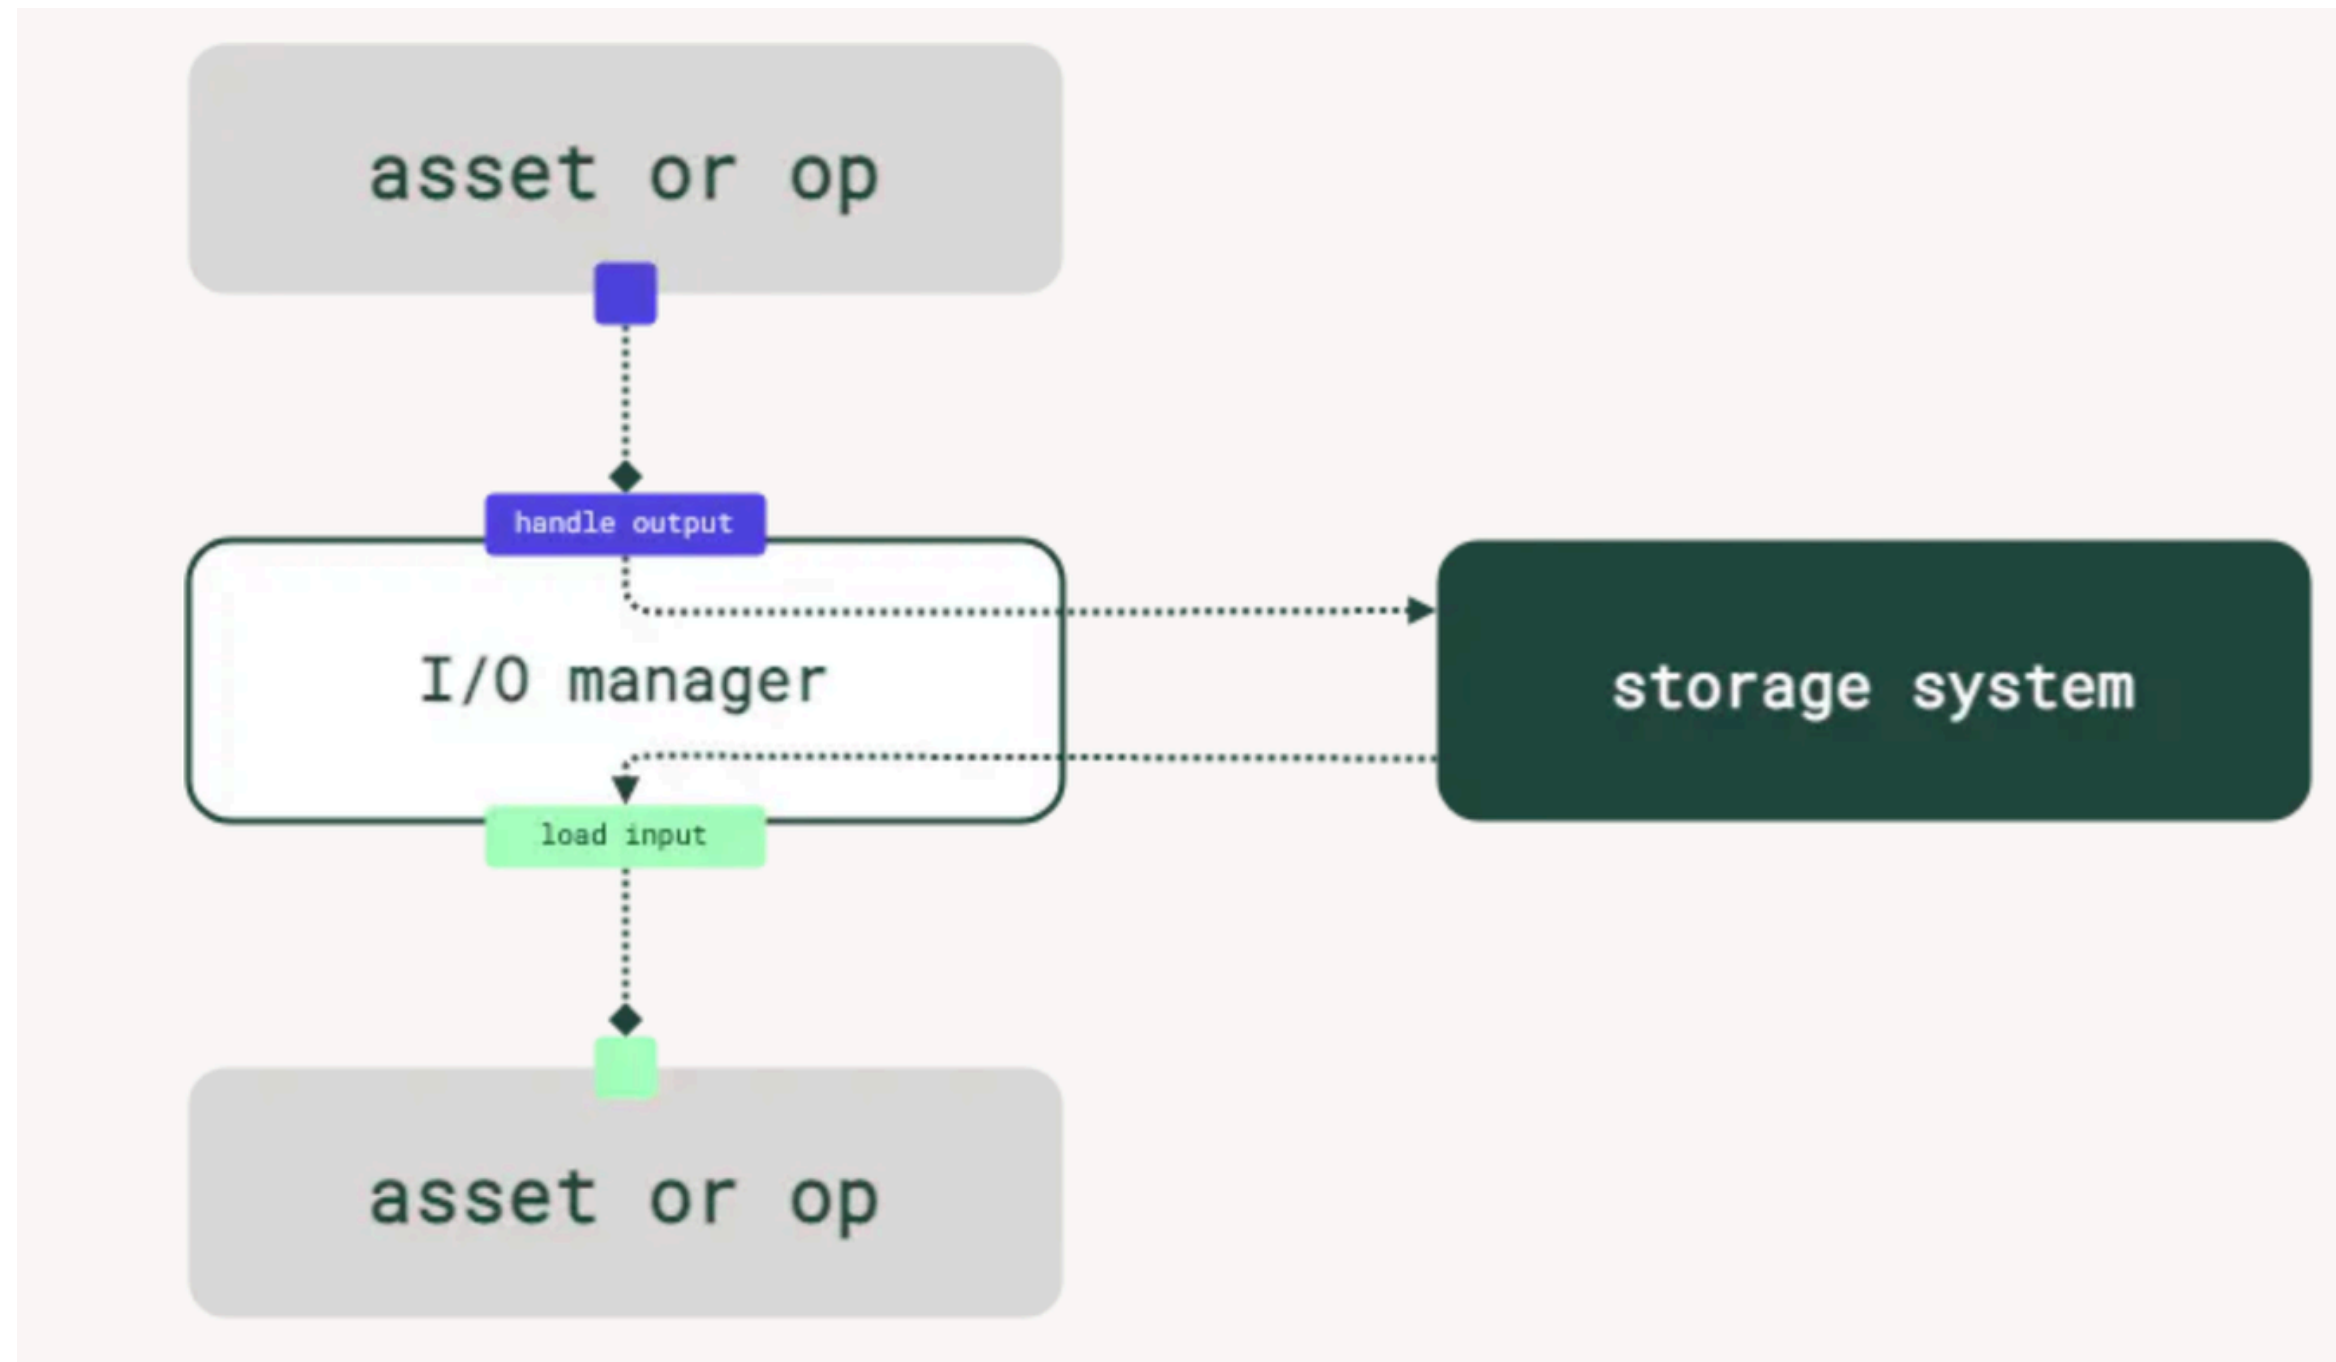 asset or op
handle output
I/O manager
storage system
load input
asset or op